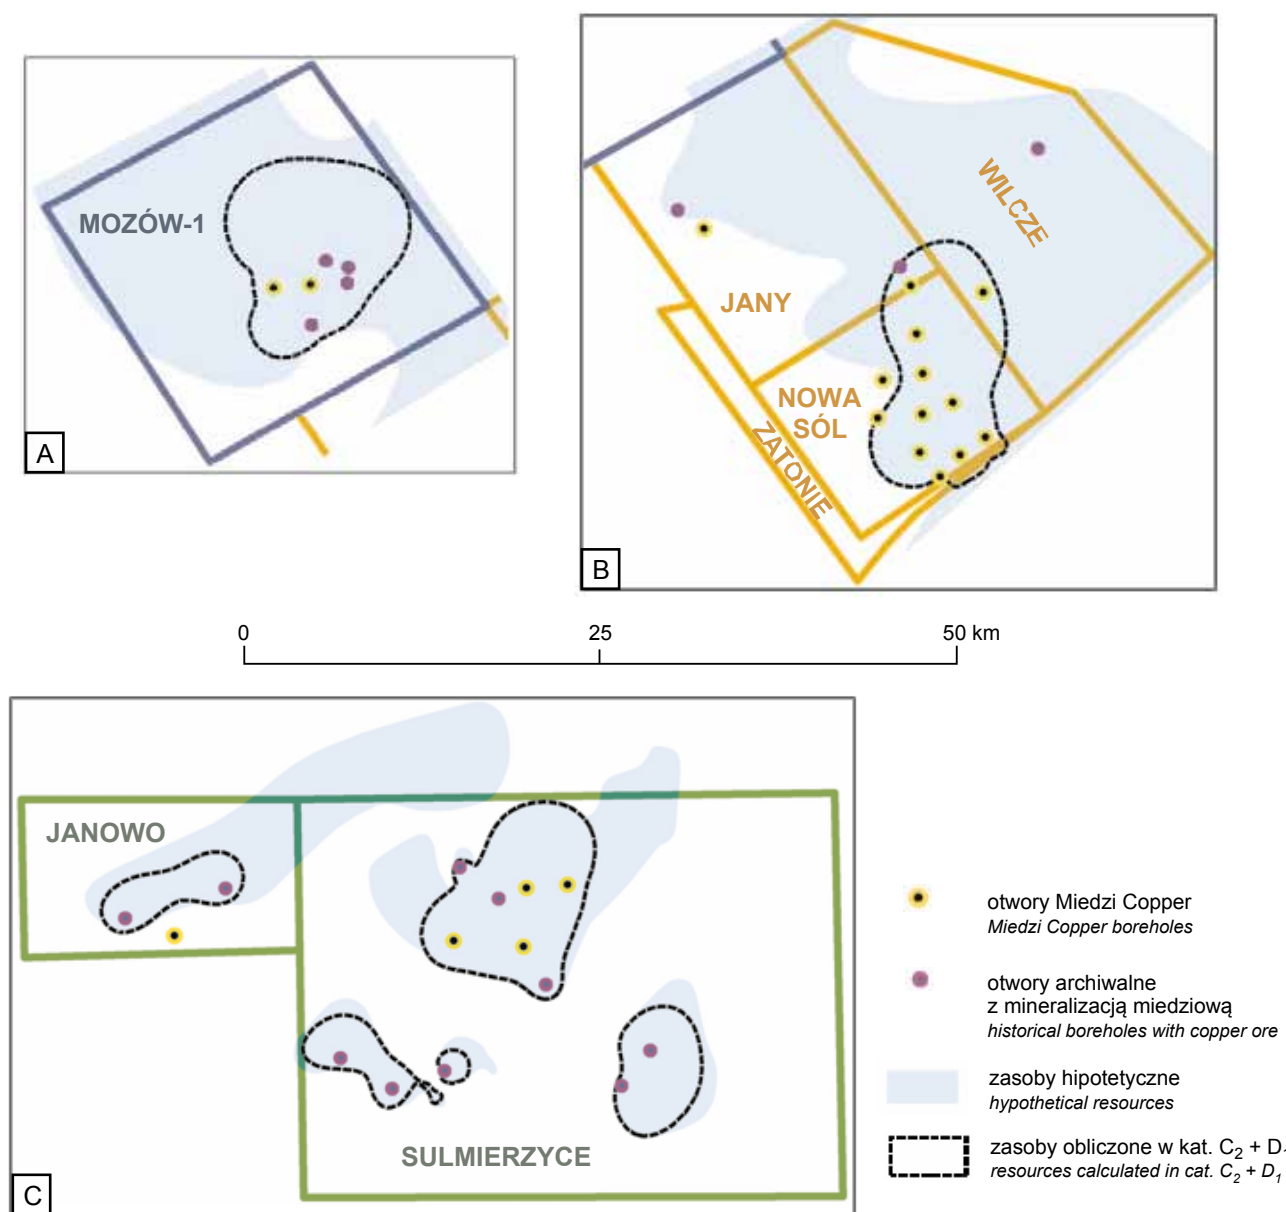 MOZÓW-1
A
WILCZE
JANY
NOWA
SÓL
ZATONIE
B
0
25
50 km
JANOWO
SULMIERZYCE
C
otwory Miedzi Copper
Miedzi Copper boreholes
otwory archiwalne
z mineralizacją miedziową
historical boreholes with copper ore
zasoby hipotetyczne
hypothetical resources
zasoby obliczone w kat. C₂ + D
resources calculated in cat. C₂ + D₁